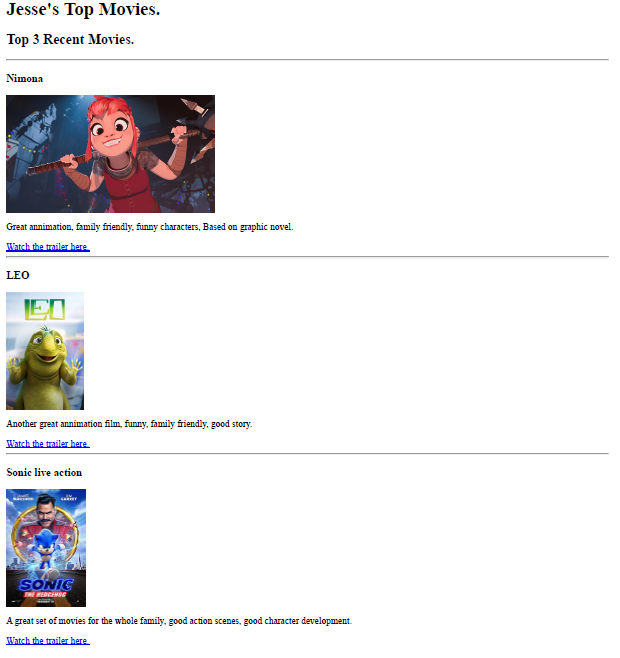 Jesse's Top Movies.
Top 3 Recent Movies.
Nimona
Great annimation, family friendly, funny characters, Based on graphic novel.
Watch the trailer here.
LEO
LEO
Another great annimation film, funny, family friendly, good story.
Watch the trailer here.
Sonic live action
MARSDEN CARREY
SONIC
THE HEDGEHOG
A great set of movies for the whole family, good action scenes, good character development.
Watch the trailer here.